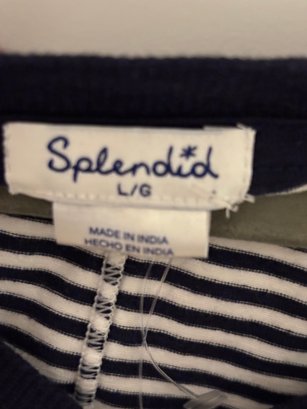 Splendid
L/G
MADE IN INDIA
HECHO EN INDIA